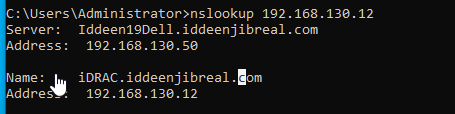 C:\Users\Administrator>nslookup 192.168.130.12
Server:  Iddeen19Dell.iddeenjibreal.com
Address:  192.168.130.50
Name:    iDRAC.iddeenjibreal.com
Address:  192.168.130.12